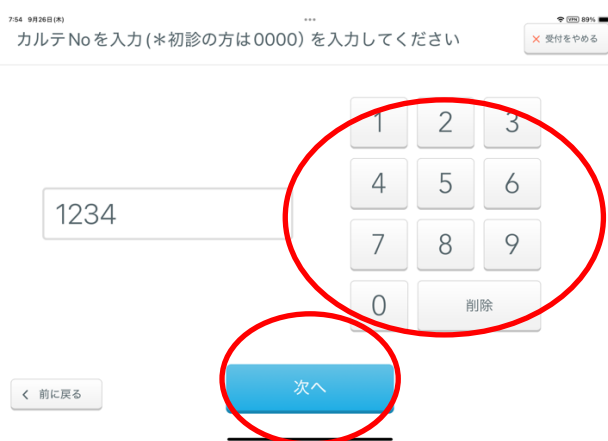 7:54 9月26日(木)
89%
カルテNoを入力(＊初診の方は0000)を入力してください
× 受付をやめる
1 2 3
4 5 6
1234
7 8 9
0 削除
次へ
前に戻る